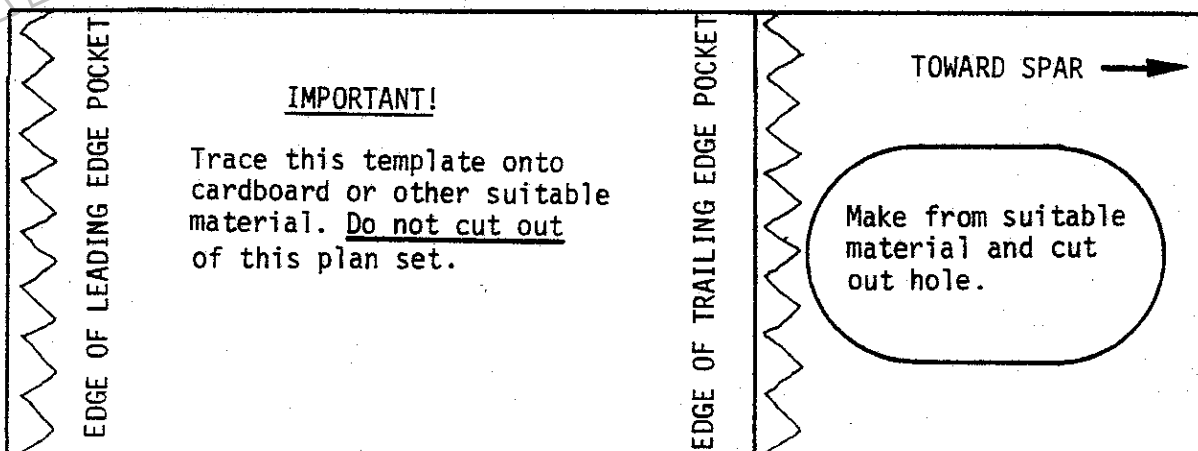 EDGE OF LEADING EDGE POCKET
IMPORTANT!
Trace this template onto
cardboard or other suitable
material. Do not cut out
of this plan set.
EDGE OF TRAILING EDGE POCKET
TOWARD SPAR
Make from suitable
material and cut
out hole.